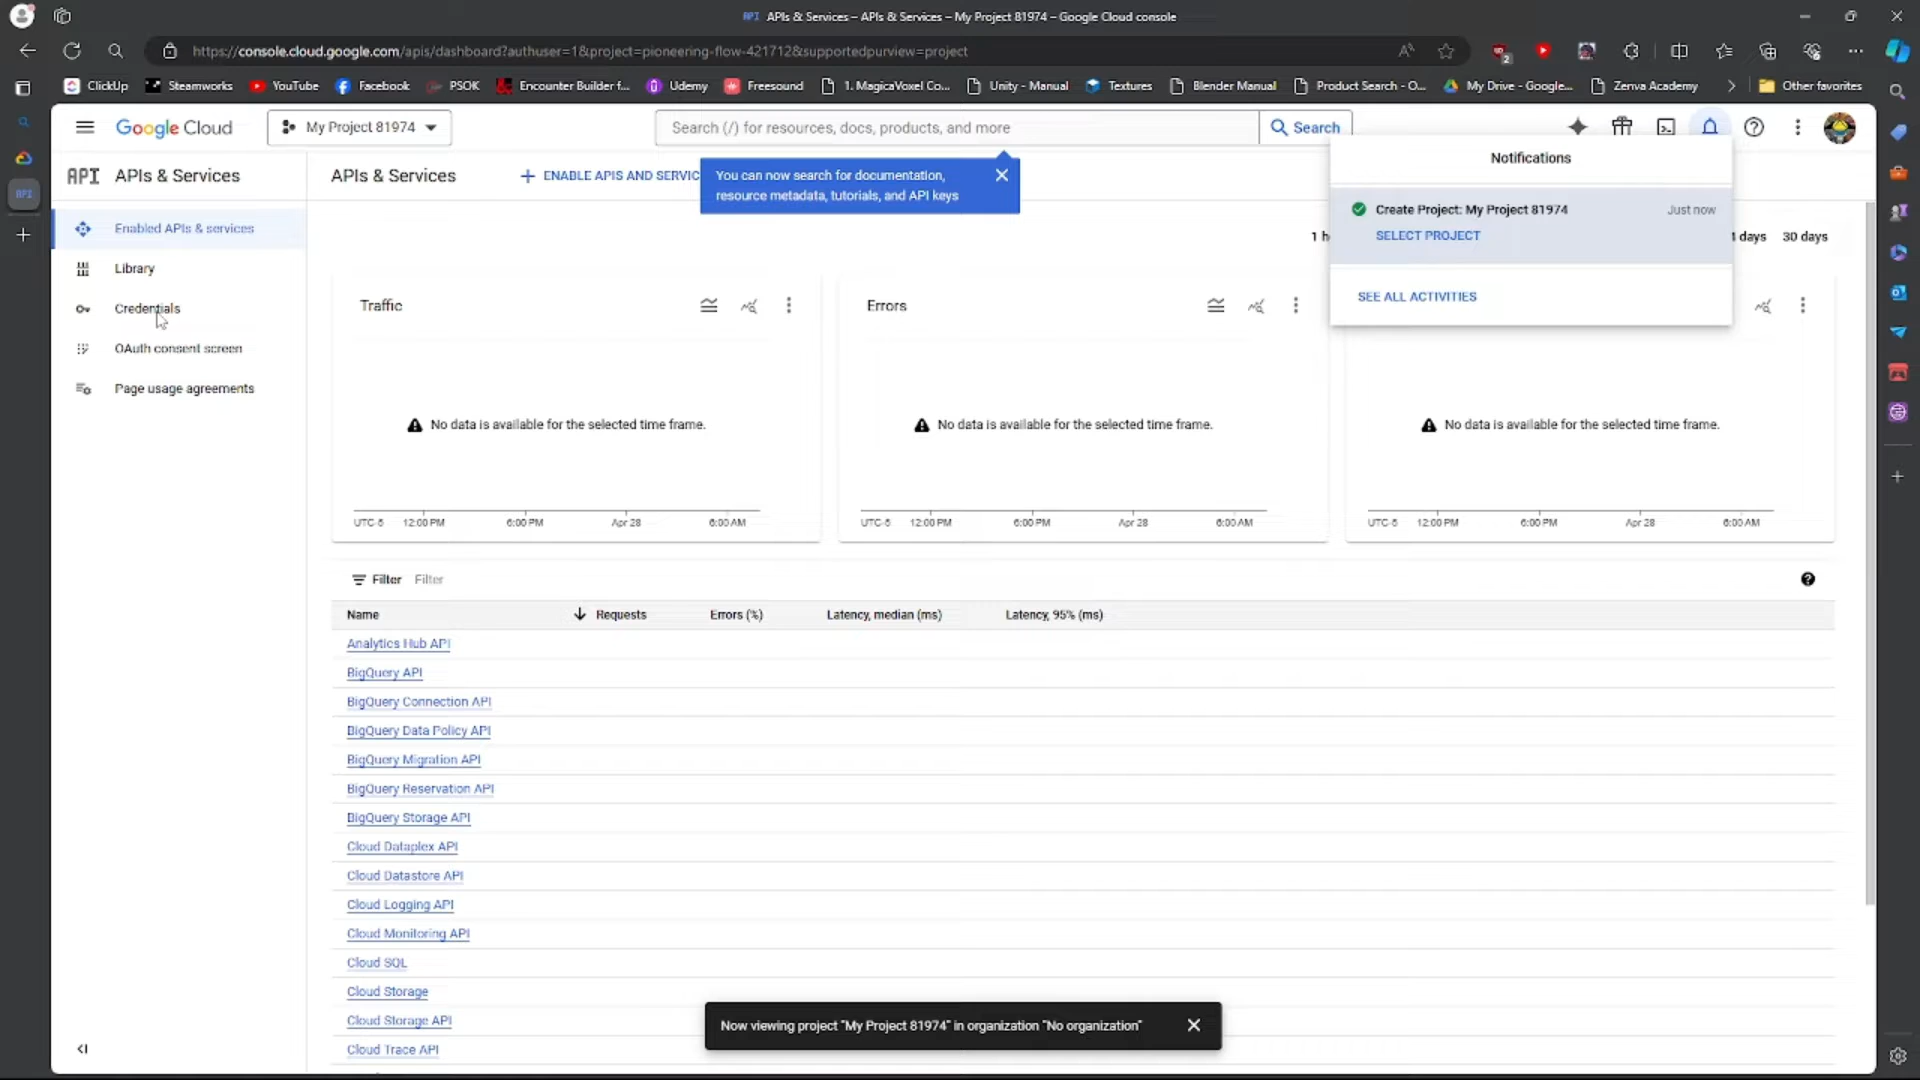 APIs & Services – APIs & Services – My Project 81974 – Google Cloud console
https://console.cloud.google.com/apis/dashboard?authuser=1&project=pioneering-flow-421712&supportedpurview=project
2
ClickUp Steamworks YouTube Facebook PSOK Encounter Builder f... Udemy Freesound 1. MagicaVoxel Co... Unity - Manual Textures Blender Manual Product Search - O... My Drive - Google... Zenva Academy Other favorites
Google Cloud My Project 81974 Search (/) for resources, docs, products, and more Search
API APIs & Services
APIs & Services
ENABLE APIS AND SERVIC
You can now search for documentation,
resource metadata, tutorials, and API keys
Notifications
Create Project: My Project 81974 Just now
SELECT PROJECT
SEE ALL ACTIVITIES
Enabled APIs & services
Library
Credentials
OAuth consent screen
Page usage agreements
1 h
days 30 days
Traffic
No data is available for the selected time frame.
UTC-5 12:00 PM 6:00 PM Apr 28 6:00 AM
Errors
No data is available for the selected time frame.
UTC-5 12:00 PM 6:00 PM Apr 28 6:00 AM
No data is available for the selected time frame.
UTC-5 12:00 PM 6:00 PM Apr 28 6:00 AM
Filter Filter
Name Requests Errors (%) Latency, median (ms) Latency, 95% (ms)
Analytics Hub API
BigQuery API
BigQuery Connection API
BigQuery Data Policy API
BigQuery Migration API
BigQuery Reservation API
BigQuery Storage API
Cloud Dataplex API
Cloud Datastore API
Cloud Logging API
Cloud Monitoring API
Cloud SQL
Cloud Storage
Cloud Storage API
Cloud Trace API
Now viewing project "My Project 81974" in organization "No organization"